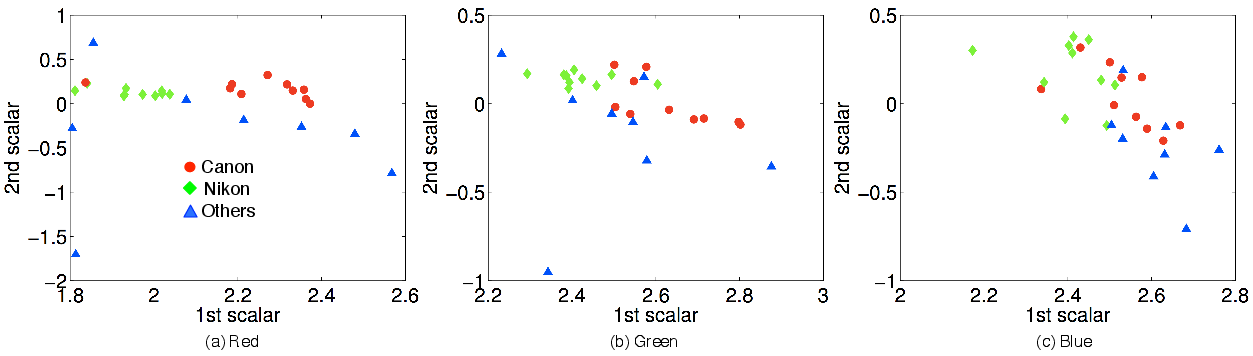 1
0.5
0
−0.5
−1
−1.5
−2
2nd scalar
1.8
2
2.2
2.4
2.6
1st scalar
Canon
Nikon
Others
(a) Red
0.5
0
−0.5
−1
2nd scalar
2.2
2.4
2.6
2.8
3
1st scalar
(b) Green
0.5
0
−0.5
−1
2nd scalar
2
2.2
2.4
2.6
2.8
1st scalar
(c) Blue